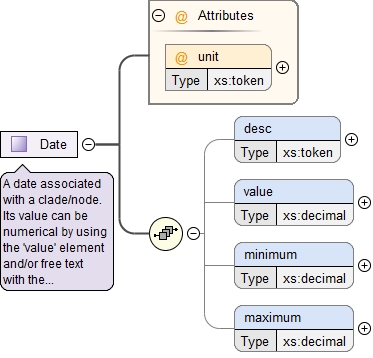 Attributes
@ unit
Type xs:token
Date
A date associated
with a clade/node.
Its value can be
numerical by using
the 'value' element
and/or free text
with the...
desc
Type xs:token
value
Type xs:decimal
minimum
Type xs:decimal
maximum
Type xs:decimal